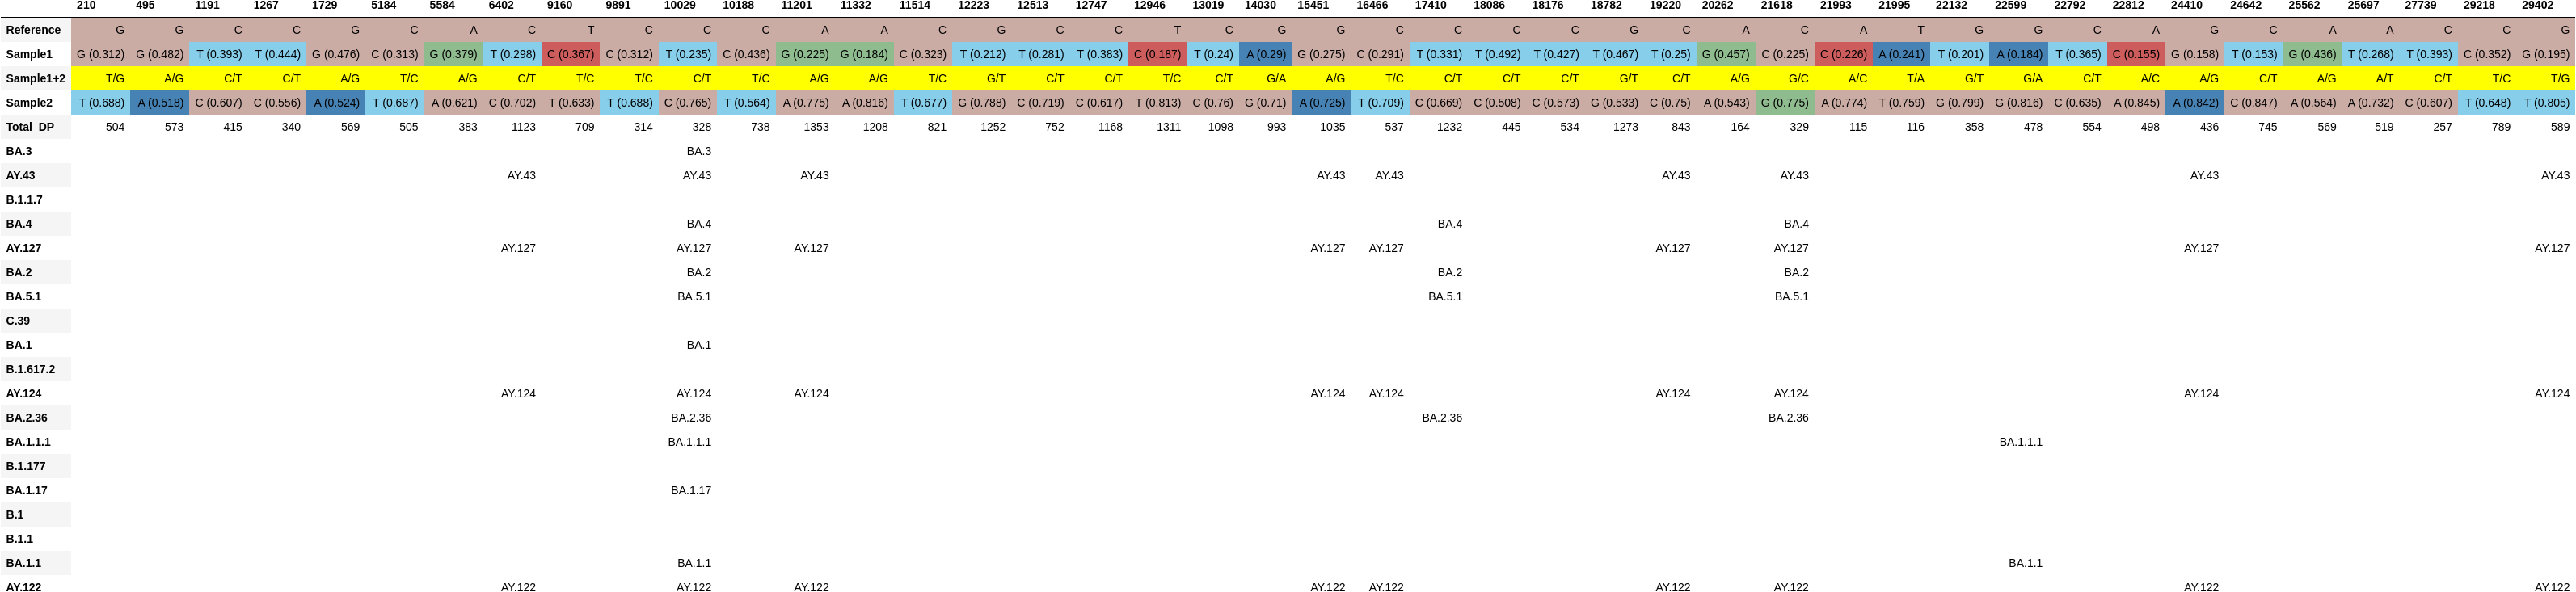 210 495 1191 1267 1729 5184 5584 6402 9160 9891 10029 10188 11201 11332 11514 12223 12513 12747 12946 13019 14030 15451 16466 17410 18086 18176 18782 19220 20262 21618 21993 21995 22132 22599 22792 22812 24410 24642 25562 25697 27739 29218 29402
Reference G G C C G C A C T C C C A A C G C C T C G G C C C C G C A C A T G G C A G C A A C C G
Sample1 G (0.312) G (0.482) T (0.393) T (0.444) G (0.476) C (0.313) G (0.379) T (0.298) C (0.367) C (0.312) T (0.235) C (0.436) G (0.225) G (0.184) C (0.323) T (0.212) T (0.281) T (0.383) C (0.187) T (0.24) A (0.29) G (0.275) C (0.291) T (0.331) T (0.492) T (0.427) T (0.467) T (0.25) G (0.457) C (0.225) C (0.226) A (0.241) T (0.201) A (0.184) T (0.365) C (0.155) G (0.158) T (0.153) G (0.436) T (0.268) T (0.393) C (0.352) G (0.195)
Sample1+2 T/G A/G C/T C/T A/G T/C A/G C/T T/C T/C C/T T/C A/G A/G T/C G/T C/T C/T T/C C/T G/A A/G T/C C/T C/T C/T G/T C/T A/G G/C A/C T/A G/T G/A C/T A/C A/G C/T A/G A/T C/T T/C T/G
Sample2 T (0.688) A (0.518) C (0.607) C (0.556) A (0.524) T (0.687) A (0.621) C (0.702) T (0.633) T (0.688) C (0.765) T (0.564) A (0.775) A (0.816) T (0.677) G (0.788) C (0.719) C (0.617) T (0.813) C (0.76) G (0.71) A (0.725) T (0.709) C (0.669) C (0.508) C (0.573) G (0.533) C (0.75) A (0.543) G (0.775) A (0.774) T (0.759) G (0.799) G (0.816) C (0.635) A (0.845) A (0.842) C (0.847) A (0.564) A (0.732) C (0.607) T (0.648) T (0.805)
Total_DP 504 573 415 340 569 505 383 1123 709 314 328 738 1353 1208 821 1252 752 1168 1311 1098 993 1035 537 1232 445 534 1273 843 164 329 115 116 358 478 554 498 436 745 569 519 257 789 589
BA.3 BA.3
AY.43 AY.43 AY.43 AY.43 AY.43 AY.43 AY.43 AY.43 AY.43 AY.43
B.1.1.7
BA.4 BA.4 BA.4 BA.4
AY.127 AY.127 AY.127 AY.127 AY.127 AY.127 AY.127 AY.127 AY.127 AY.127
BA.2 BA.2 BA.2 BA.2
BA.5.1 BA.5.1 BA.5.1 BA.5.1
C.39
BA.1 BA.1
B.1.617.2
AY.124 AY.124 AY.124 AY.124 AY.124 AY.124 AY.124 AY.124 AY.124 AY.124
BA.2.36 BA.2.36 BA.2.36 BA.2.36
BA.1.1.1 BA.1.1.1 BA.1.1.1
B.1.177
BA.1.17 BA.1.17
B.1
B.1.1
BA.1.1 BA.1.1 BA.1.1
AY.122 AY.122 AY.122 AY.122 AY.122 AY.122 AY.122 AY.122 AY.122 AY.122